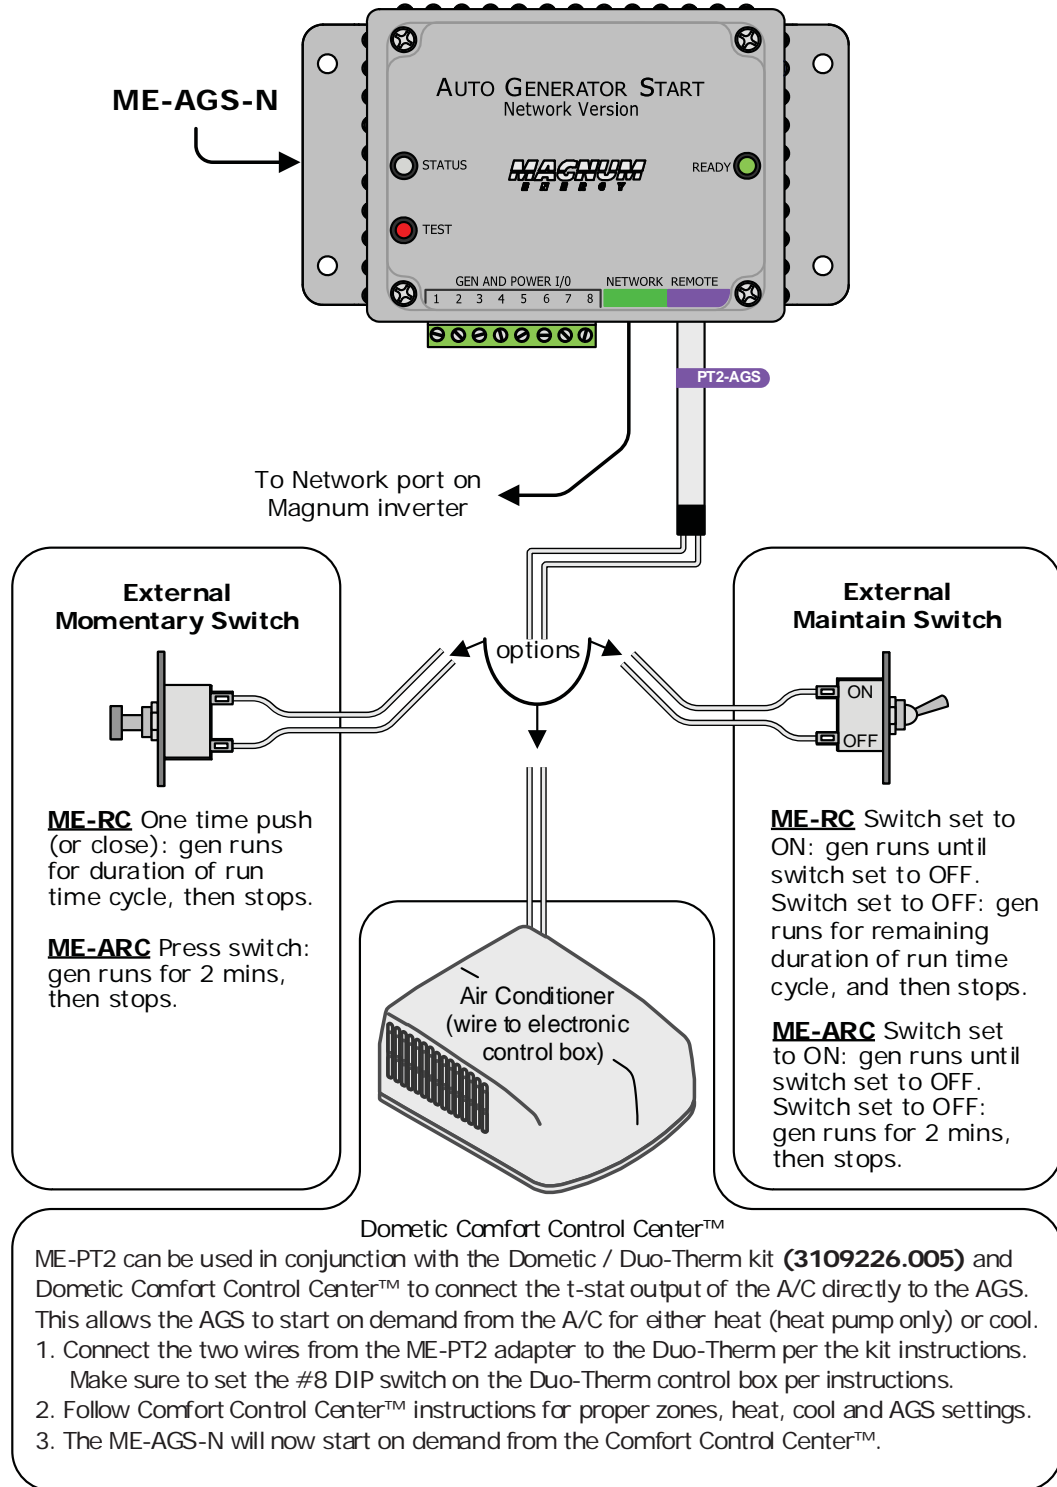 ME-AGS-N
AUTO GENERATOR START
Network Version
STATUS
MAGNUM
ENERGY
READY
TEST
GEN AND POWER I/0
NETWORK
REMOTE
1 2 3 4 5 6 7 8
PT2-AGS
To Network port on
Magnum inverter
External
Momentary Switch
options
External
Maintain Switch
ON
OFF
ME-RC One time push
(or close): gen runs
for duration of run
time cycle, then stops.
ME-ARC Press switch:
gen runs for 2 mins,
then stops.
ME-RC Switch set to
ON: gen runs until
switch set to OFF.
Switch set to OFF: gen
runs for remaining
duration of run time
cycle, and then stops.
ME-ARC Switch set
to ON: gen runs until
switch set to OFF.
Switch set to OFF:
gen runs for 2 mins,
then stops.
Air Conditioner
(wire to electronic
control box)
Dometic Comfort Control Center™
ME-PT2 can be used in conjunction with the Dometic / Duo-Therm kit (3109226.005) and
Dometic Comfort Control Center™ to connect the t-stat output of the A/C directly to the AGS.
This allows the AGS to start on demand from the A/C for either heat (heat pump only) or cool.
1. Connect the two wires from the ME-PT2 adapter to the Duo-Therm per the kit instructions.
Make sure to set the #8 DIP switch on the Duo-Therm control box per instructions.
2. Follow Comfort Control Center™ instructions for proper zones, heat, cool and AGS settings.
3. The ME-AGS-N will now start on demand from the Comfort Control Center™.